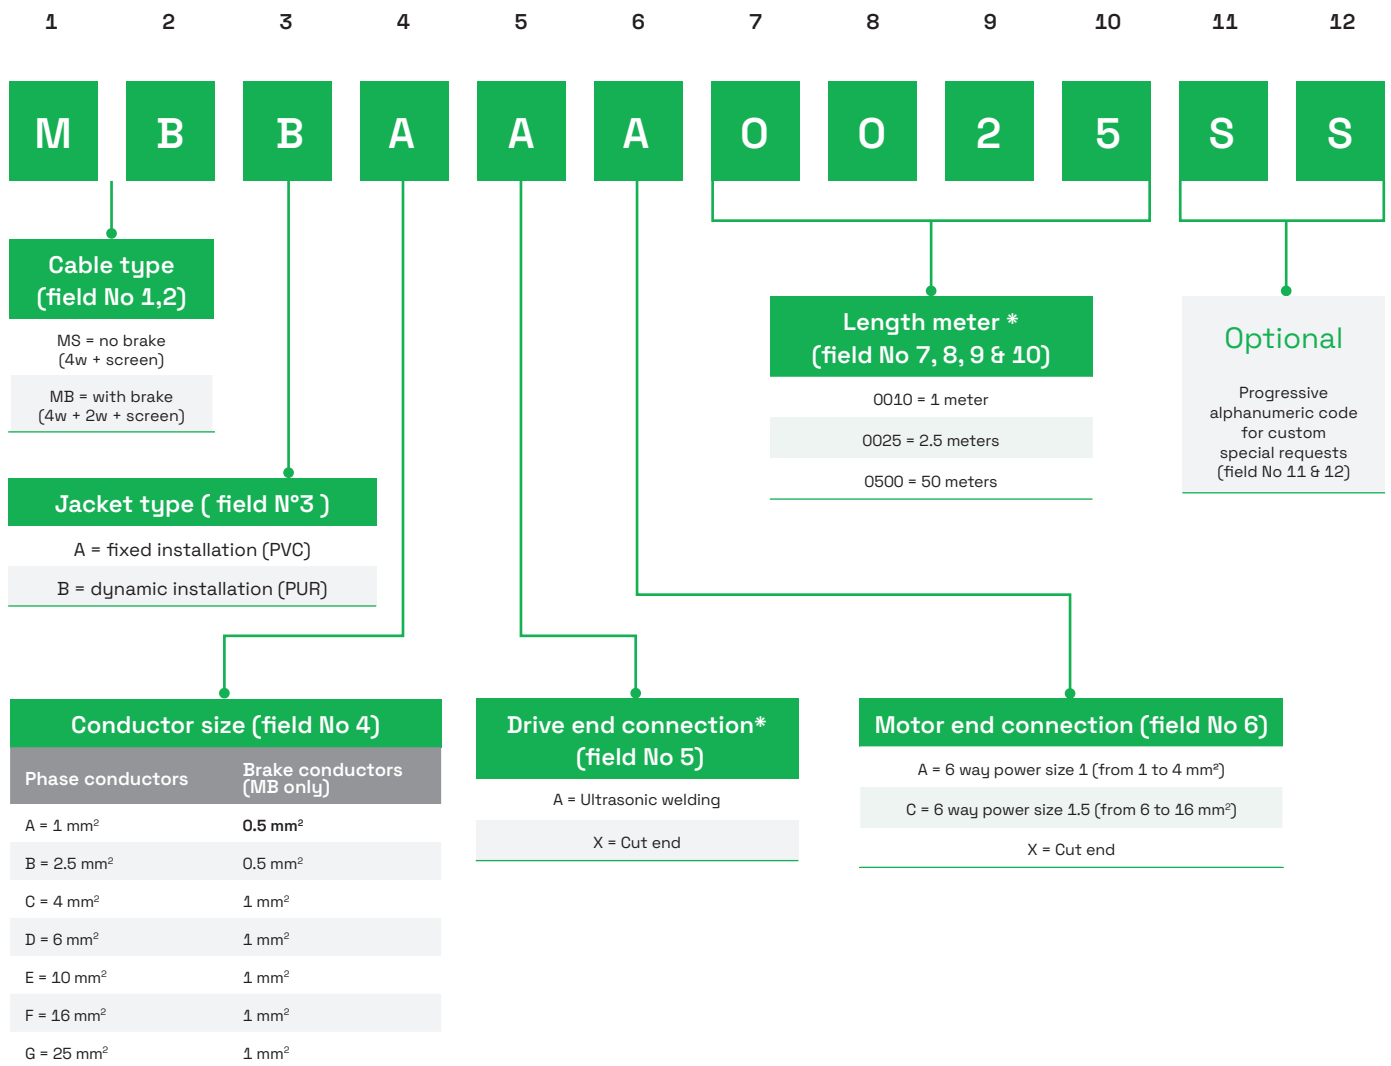 1 2 3 4 5 6 7 8 9 10 11 12
M B B A A A 0 0 2 5 S S
Cable type
(field No 1,2)
MS = no brake
(4w + screen)
MB = with brake
(4w + 2w + screen)
Jacket type ( field N°3 )
A = fixed installation (PVC)
B = dynamic installation (PUR)
Length meter *
(field No 7, 8, 9 & 10)
0010 = 1 meter
0025 = 2.5 meters
0500 = 50 meters
Optional
Progressive
alphanumeric code
for custom
special requests
(field No 11 & 12)
Conductor size (field No 4)
Phase conductors
Brake conductors
(MB only)
A = 1 mm² 0.5 mm²
B = 2.5 mm² 0.5 mm²
C = 4 mm² 1 mm²
D = 6 mm² 1 mm²
E = 10 mm² 1 mm²
F = 16 mm² 1 mm²
G = 25 mm² 1 mm²
Drive end connection*
(field No 5)
A = Ultrasonic welding
X = Cut end
Motor end connection (field No 6)
A = 6 way power size 1 (from 1 to 4 mm²)
C = 6 way power size 1.5 (from 6 to 16 mm²)
X = Cut end